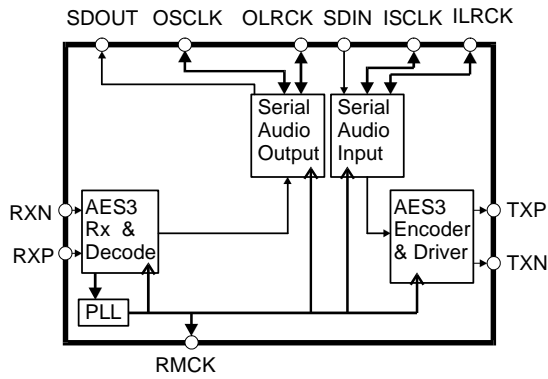 SDOUT OSCLK OLRCK SDIN ISCLK ILRCK
Serial
Audio
Output
Serial
Audio
Input
RXN
RXP
AES3
Rx &
Decode
AES3
Encoder
& Driver
TXP
TXN
PLL
RMCK